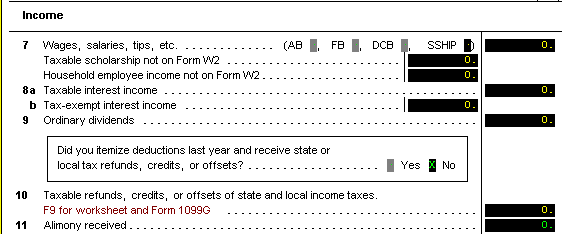 Income
7 Wages, salaries, tips, etc. . . . . . . . . . . . . . (AB , FB , DCB , SSHIP ) 0.
Taxable scholarship not on Form W2 . . . . . . . . . . . . . . . . . . . . . . . . 0.
Household employee income not on Form W2 . . . . . . . . . . . . . . . . . . . 0.
8a Taxable interest income . . . . . . . . . . . . . . . . . . . . . . . . . . . . . . . . . . . . . . . . . . 0.
b Tax-exempt interest income . . . . . . . . . . . . . . . . . . . . . . . . . . . . . . 0.
9 Ordinary dividends . . . . . . . . . . . . . . . . . . . . . . . . . . . . . . . . . . . . . . . . . . . . . . 0.
Did you itemize deductions last year and receive state or
local tax refunds, credits, or offsets? . . . . . . . . . . . . . . . . . . Yes X No
10 Taxable refunds, credits, or offsets of state and local income taxes.
F9 for worksheet and Form 1099G . . . . . . . . . . . . . . . . . . . . . . . . . . . . . . . . . 0.
11 Alimony received . . . . . . . . . . . . . . . . . . . . . . . . . . . . . . . . . . . . . . . . . . . . . . . . 0.